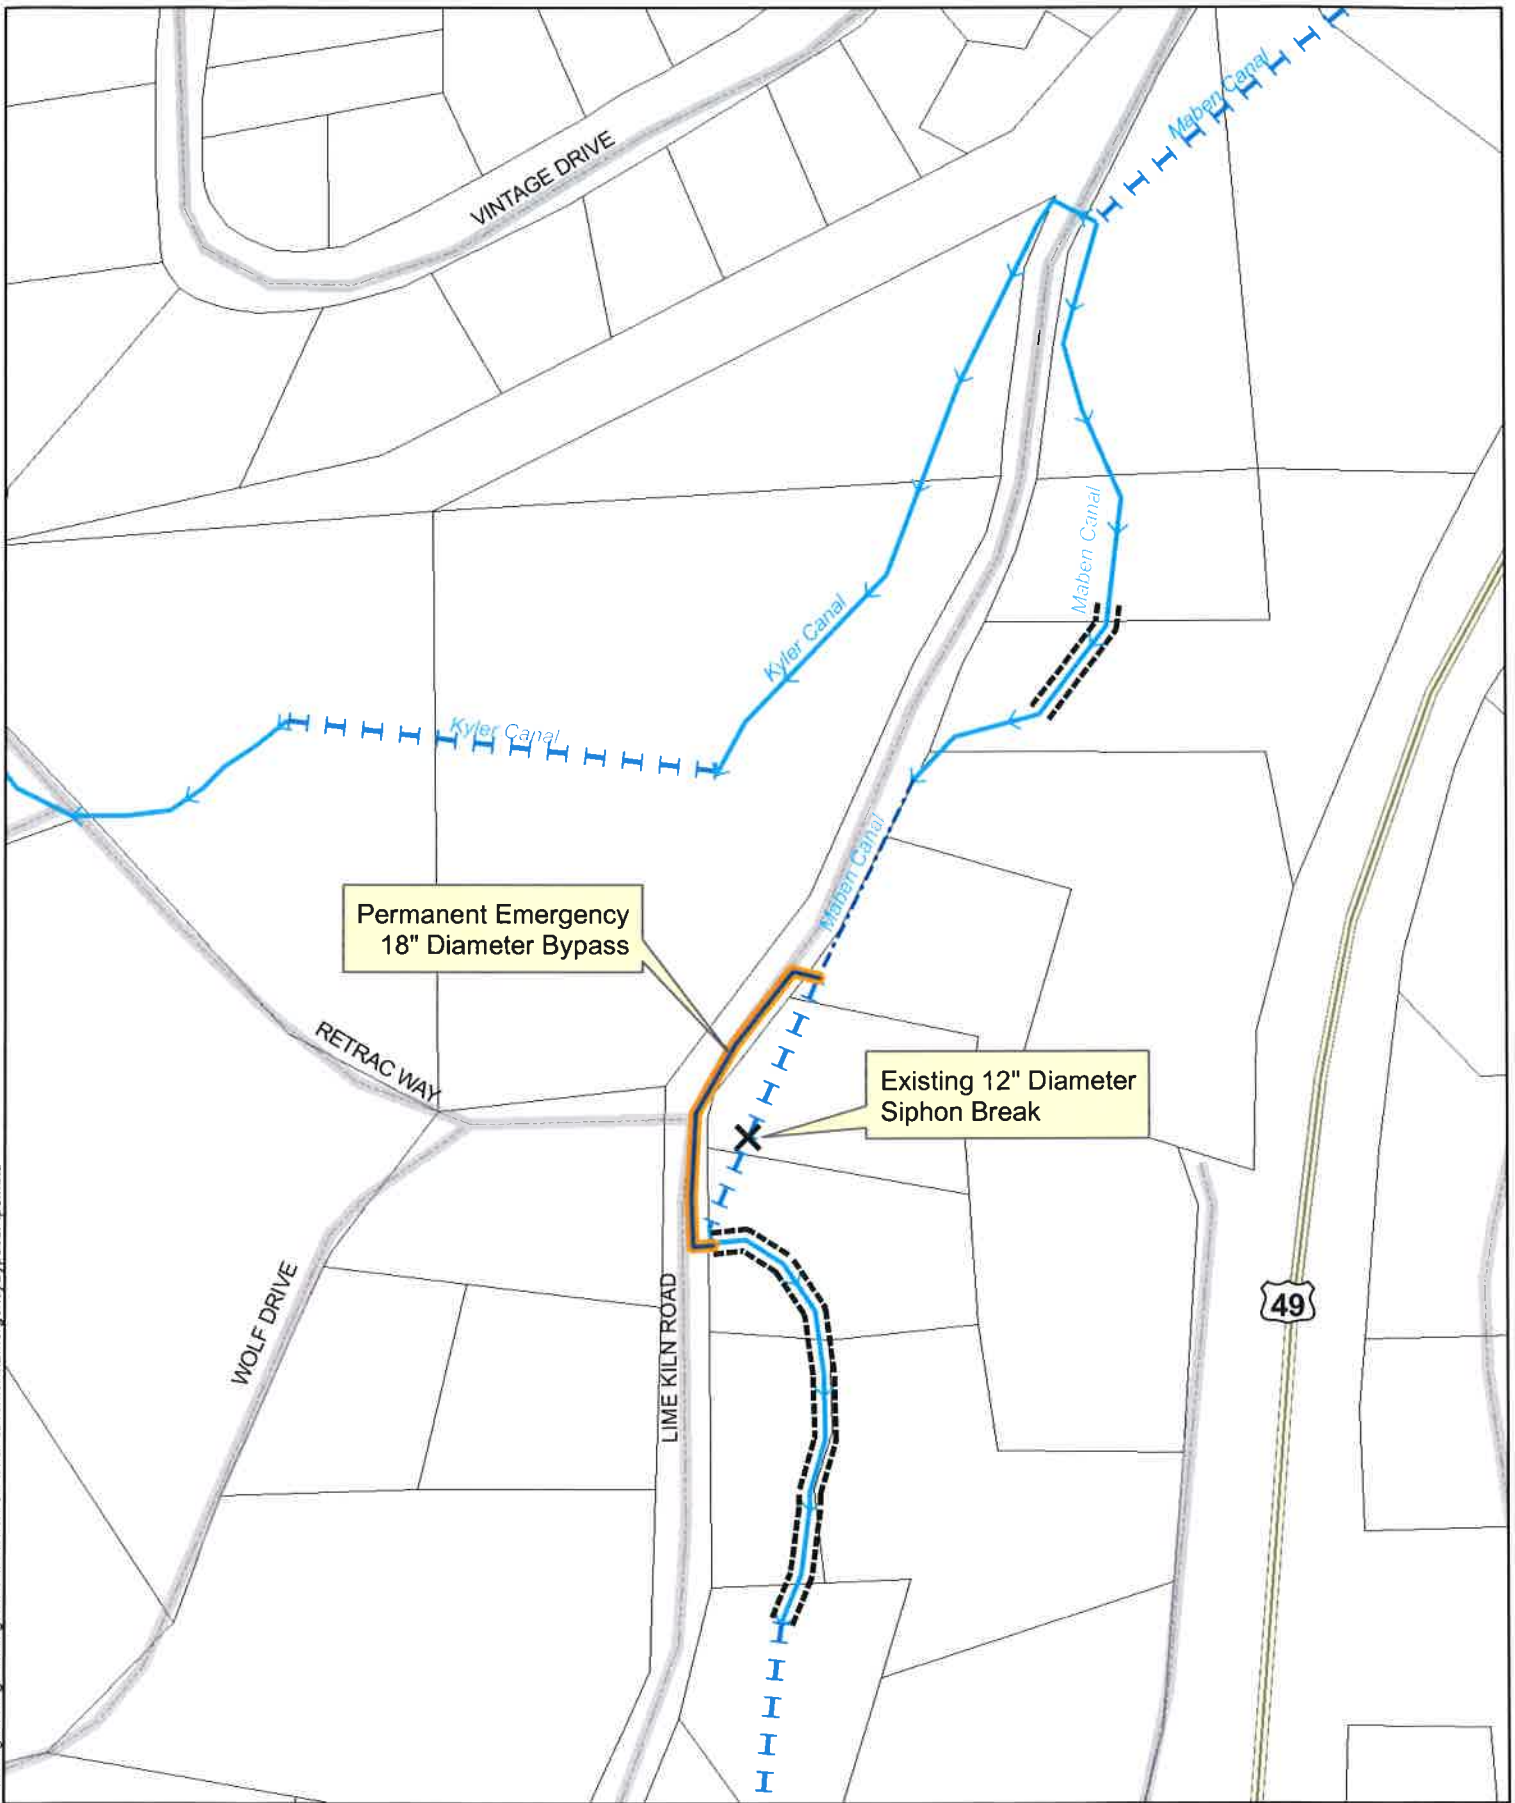 Maben Canal
VINTAGE DRIVE
Maben Canal
Kyler Canal
Kyler Canal
Maben Canal
Permanent Emergency
18" Diameter Bypass
RETRAC WAY
Existing 12" Diameter
Siphon Break
WOLF DRIVE
LIME KILN ROAD
49